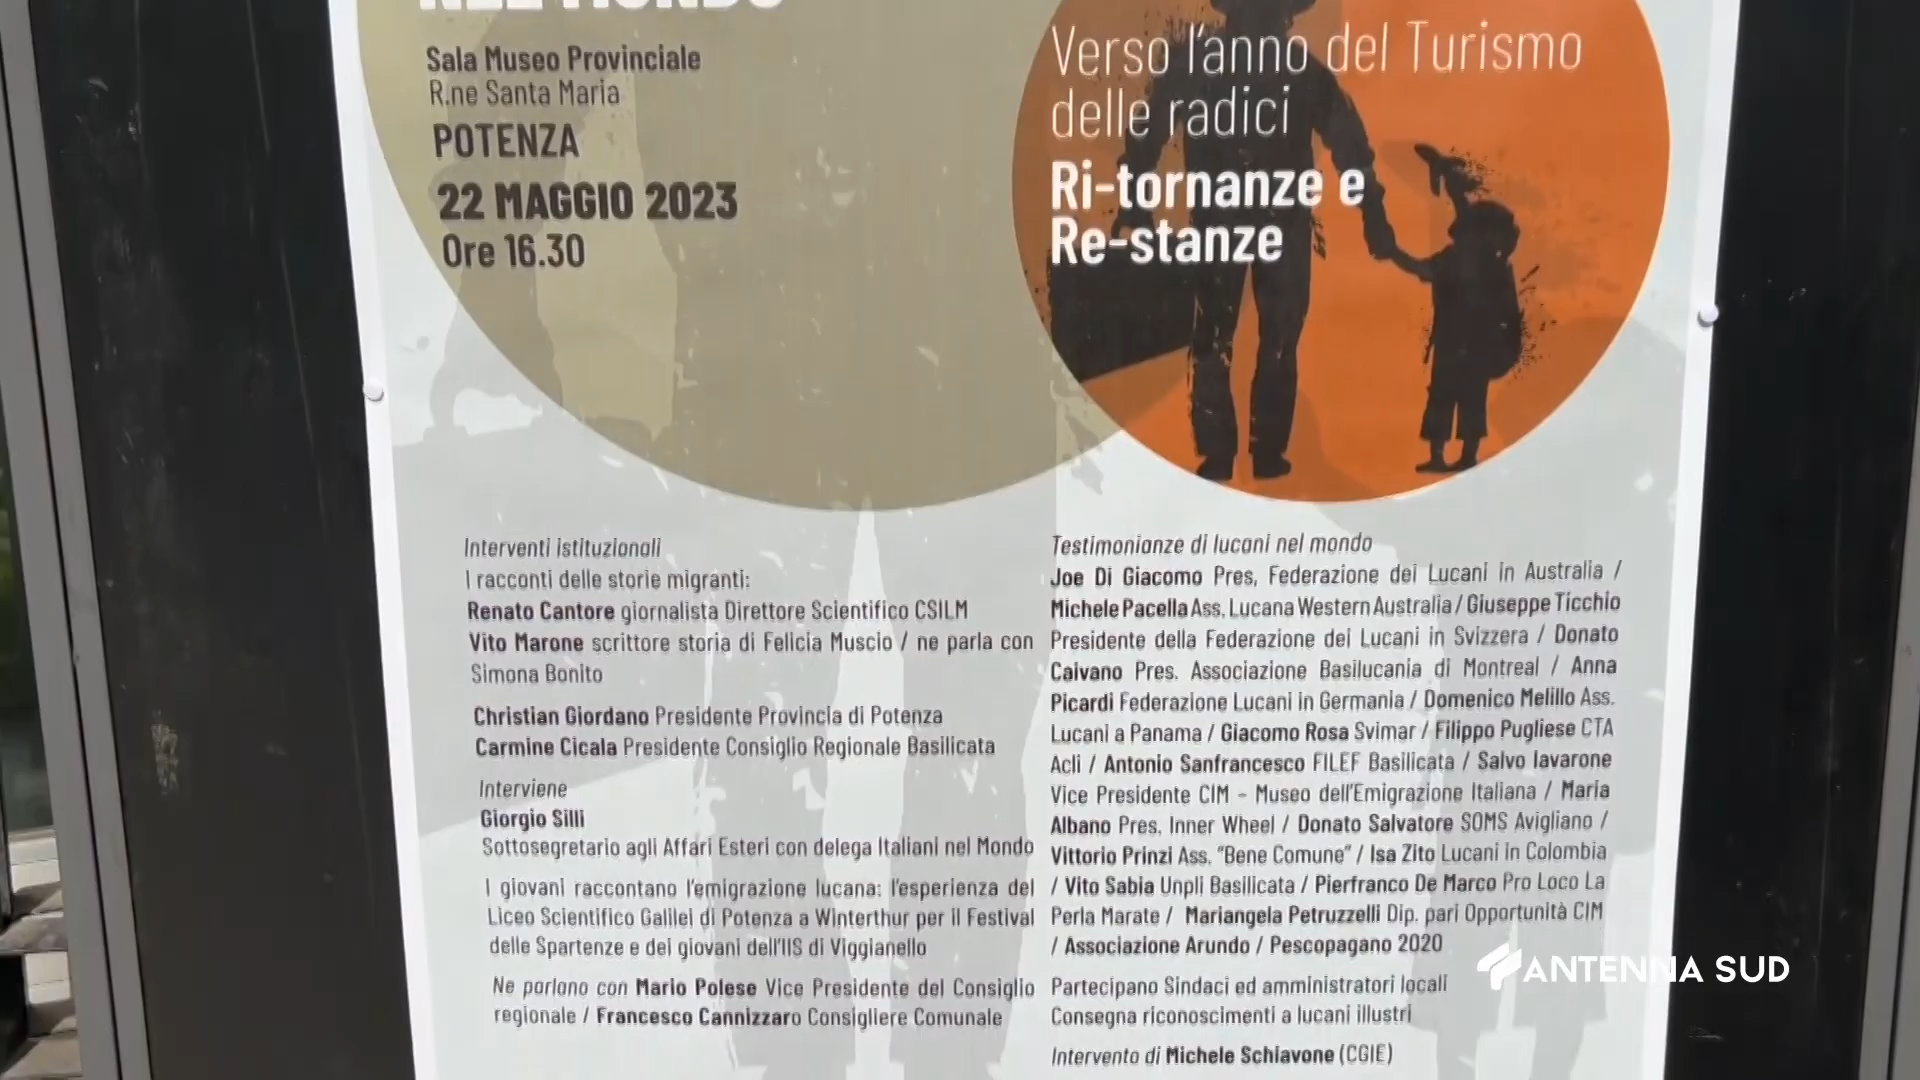 NEL MONDO
Sala Museo Provinciale
R.ne Santa Maria
POTENZA
22 MAGGIO 2023
Ore 16.30
Verso l'anno del Turismo
delle radici
Ri-tornanze e
Re-stanze
Interventi istituzionali
I racconti delle storie migranti:
Renato Cantore giornalista Direttore Scientifico CSILM
Vito Marone scrittore storia di Felicia Muscio / ne parla con
Simona Bonito
Christian Giordano Presidente Provincia di Potenza
Carmine Cicala Presidente Consiglio Regionale Basilicata
Interviene
Giorgio Silli
Sottosegretario agli Affari Esteri con delega Italiani nel Mondo
I giovani raccontano l'emigrazione lucana: l'esperienza del
Liceo Scientifico Galilei di Potenza a Winterthur per il Festival
delle Spartenze e dei giovani dell'IIS di Viggianello
Ne parlano con Mario Polese Vice Presidente del Consiglio
regionale / Francesco Cannizzaro Consigliere Comunale
Testimonianze di lucani nel mondo
Joe Di Giacomo Pres, Federazione dei Lucani in Australia /
Michele Pacella Ass. Lucana Western Australia / Giuseppe Ticchio
Presidente della Federazione dei Lucani in Svizzera / Donato
Caivano Pres. Associazione Basilucania di Montreal / Anna
Picardi Federazione Lucani in Germania / Domenico Melillo Ass.
Lucani a Panama / Giacomo Rosa Svimar / Filippo Pugliese CTA
Acli / Antonio Sanfrancesco FILEF Basilicata / Salvo Iavarone
Vice Presidente CIM - Museo dell'Emigrazione Italiana / Maria
Albano Pres. Inner Wheel / Donato Salvatore SOMS Avigliano /
Vittorio Prinzi Ass. "Bene Comune" / Isa Zito Lucani in Colombia
/ Vito Sabia Unpli Basilicata / Pierfranco De Marco Pro Loco La
Perla Marate / Mariangela Petruzzelli Dip. pari Opportunità CIM
/ Associazione Arundo / Pescopagano 2020
Partecipano Sindaci ed amministratori locali
Consegna riconoscimenti a lucani illustri
Intervento di Michele Schiavone (CGIE)
ANTENNA SUD